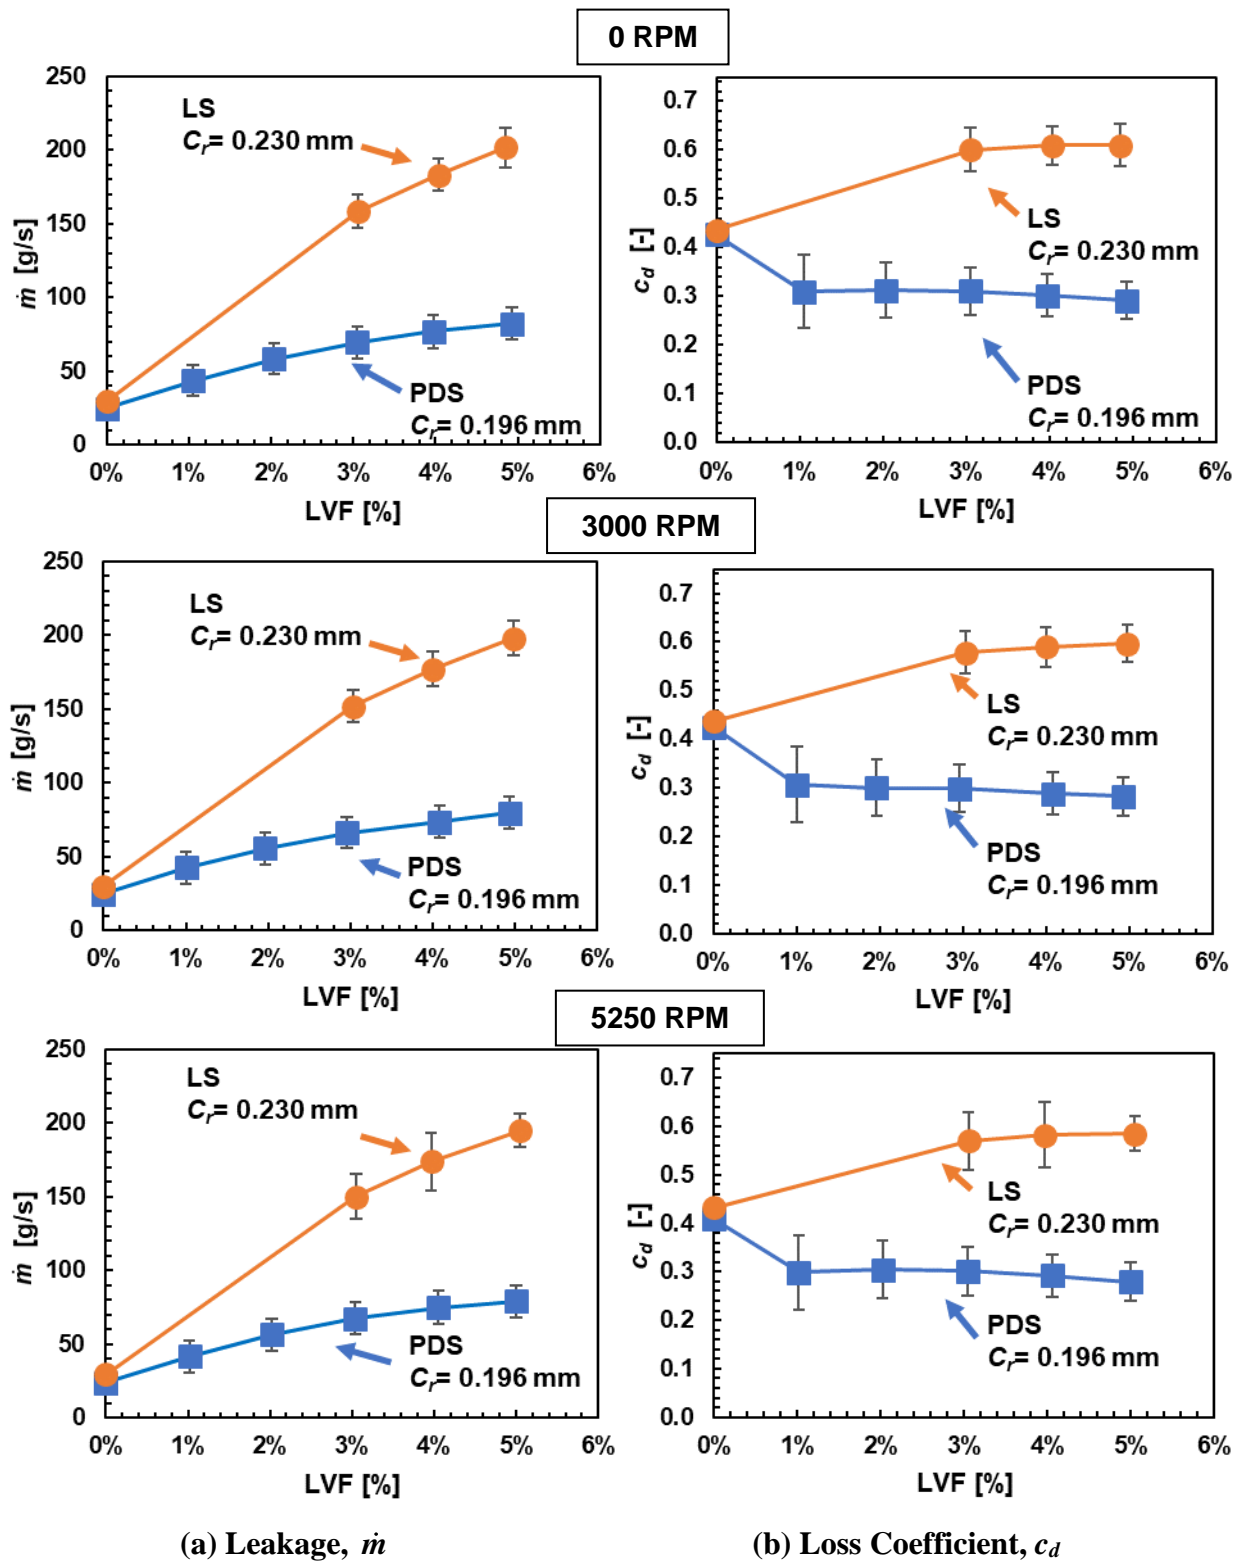 0 RPM
250
200
150
100
50
0
ṁ [g/s]
LS
Cr= 0.230 mm
PDS
Cr= 0.196 mm
0% 1% 2% 3% 4% 5% 6%
LVF [%]
0.7
0.6
0.5
0.4
0.3
0.2
0.1
0.0
cd [-]
LS
Cr= 0.230 mm
PDS
Cr= 0.196 mm
0% 1% 2% 3% 4% 5% 6%
LVF [%]
3000 RPM
250
200
150
100
50
0
ṁ [g/s]
LS
Cr= 0.230 mm
PDS
Cr= 0.196 mm
0% 1% 2% 3% 4% 5% 6%
LVF [%]
0.7
0.6
0.5
0.4
0.3
0.2
0.1
0.0
cd [-]
LS
Cr= 0.230 mm
PDS
Cr= 0.196 mm
0% 1% 2% 3% 4% 5% 6%
LVF [%]
5250 RPM
250
200
150
100
50
0
ṁ [g/s]
LS
Cr= 0.230 mm
PDS
Cr= 0.196 mm
0% 1% 2% 3% 4% 5% 6%
LVF [%]
0.7
0.6
0.5
0.4
0.3
0.2
0.1
0.0
cd [-]
LS
Cr= 0.230 mm
PDS
Cr= 0.196 mm
0% 1% 2% 3% 4% 5% 6%
LVF [%]
(a) Leakage, ṁ
(b) Loss Coefficient, cd